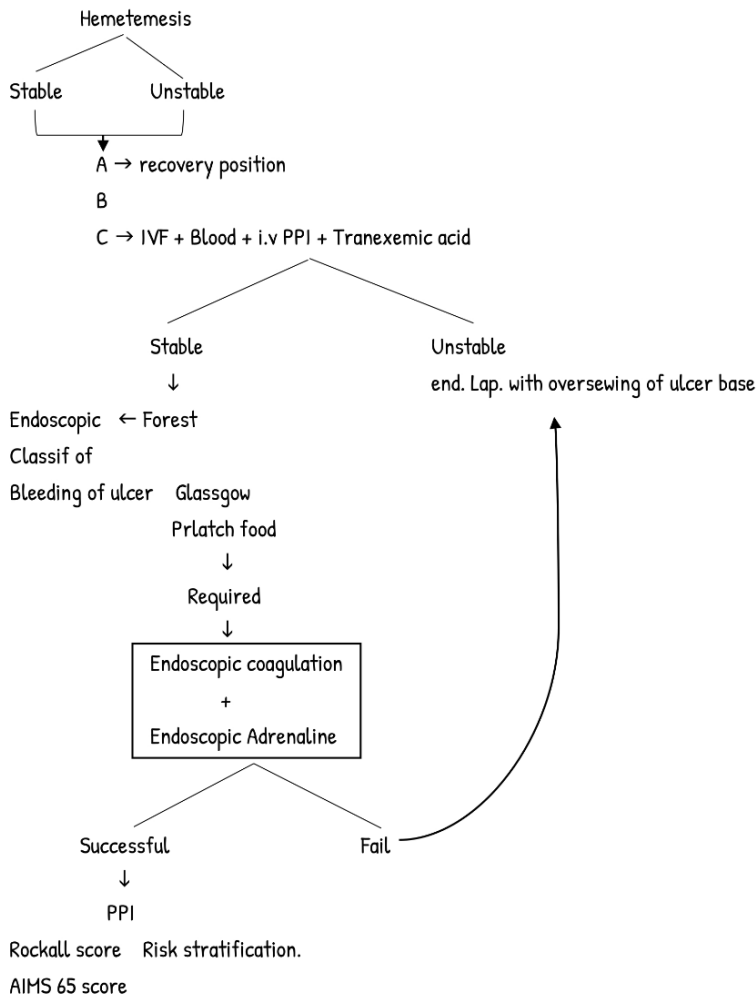 Hemetemesis
Stable Unstable
A → recovery position
B
C → IVF + Blood + i.v PPI + Tranexemic acid
Stable Unstable
↓ end. Lap. with oversewing of ulcer base
Endoscopic ← Forest
Classif of
Bleeding of ulcer Glassgow
Prlatch food
↓
Required
↓
Endoscopic coagulation
+
Endoscopic Adrenaline
Successful Fail
↓
PPI
Rockall score Risk stratification.
AIMS 65 score